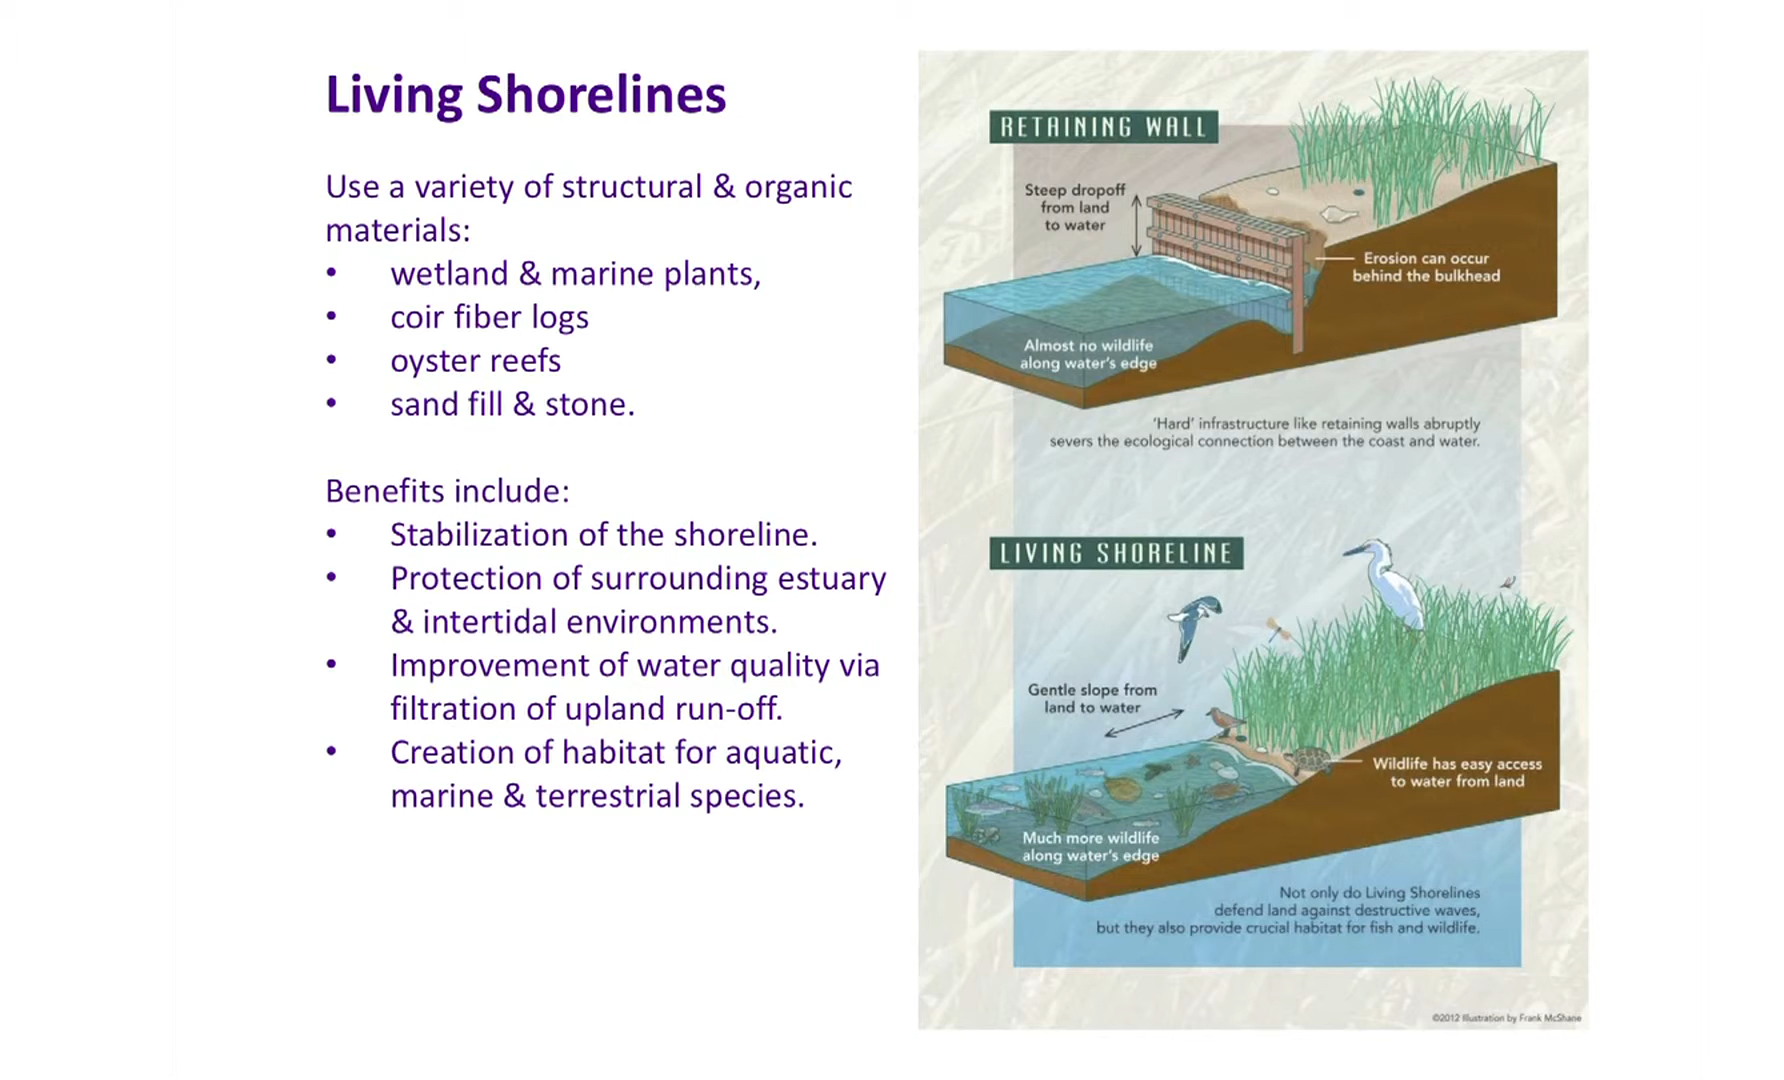 Living Shorelines
Use a variety of structural & organic
materials:
• wetland & marine plants,
• coir fiber logs
• oyster reefs
• sand fill & stone.
Benefits include:
• Stabilization of the shoreline.
• Protection of surrounding estuary
& intertidal environments.
• Improvement of water quality via
filtration of upland run-off.
• Creation of habitat for aquatic,
marine & terrestrial species.
RETAINING WALL
Steep dropoff
from land
to water
Erosion can occur
behind the bulkhead
Almost no wildlife
along water's edge
'Hard' infrastructure like retaining walls abruptly
severs the ecological connection between the coast and water.
LIVING SHORELINE
Gentle slope from
land to water
Wildlife has easy access
to water from land
Much more wildlife
along water's edge
Not only do Living Shorelines
defend land against destructive waves,
but they also provide crucial habitat for fish and wildlife.
©2012 Illustration by Frank McShane